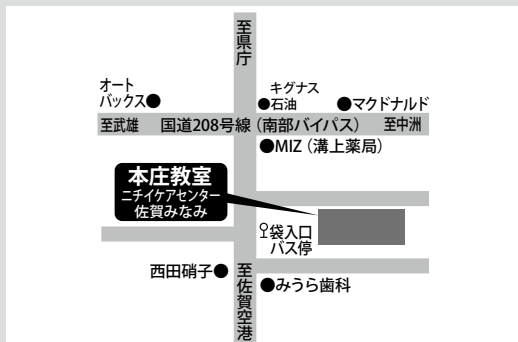 至県庁
オート
バックス●
キグナス
●石油
●マクドナルド
至武雄
国道208号線（南部バイパス）
至中洲
●MIZ（溝上薬局）
本庄教室
ニチイケアセンター
佐賀みなみ
袋入口
バス停
西田硝子●
至佐賀空港
●みうら歯科